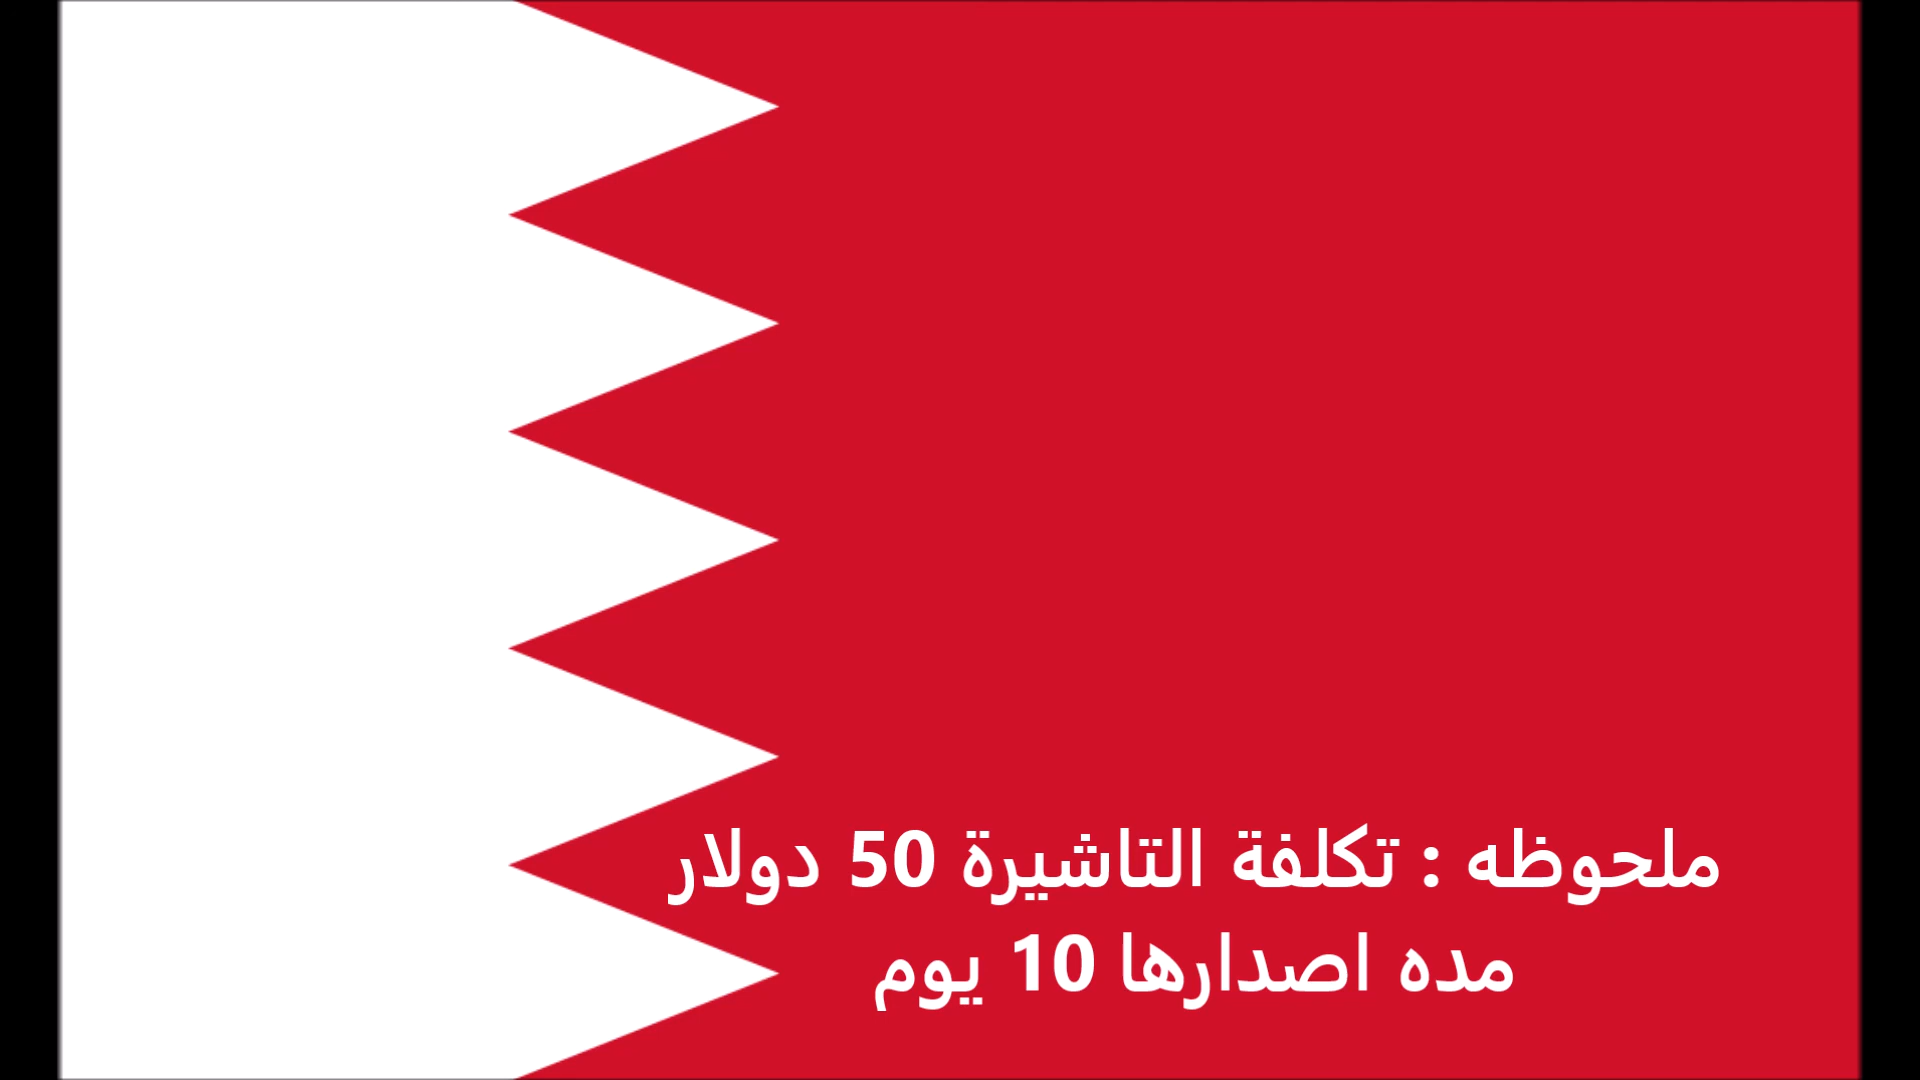 ملحوظه : تكلفة التاشيرة 50 دولار
مده اصدارها 10 يوم